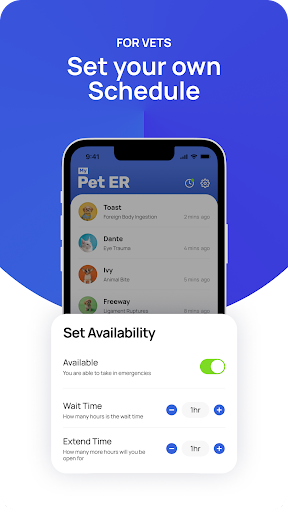 FOR VETS
Set your own
Schedule
9:41
My
Pet ER
Toast
Foreign Body Ingestion
2 mins ago
Dante
Eye Trauma
3 mins ago
Ivy
Animal Bite
5 mins ago
Freeway
Ligament Ruptures
9 mins ago
Set Availability
Available
You are able to take in emergencies
Wait Time
How many hours is the wait time
1hr
Extend Time
How many more hours will you be
open for
1hr